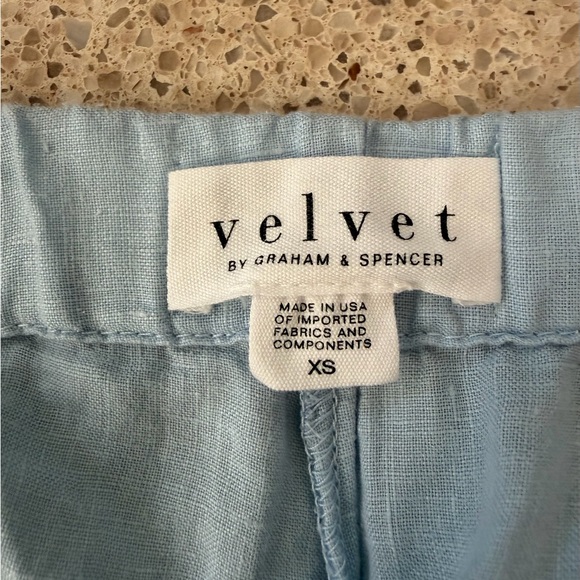 velvet
BY GRAHAM & SPENCER
MADE IN USA
OF IMPORTED
FABRICS AND
COMPONENTS
XS